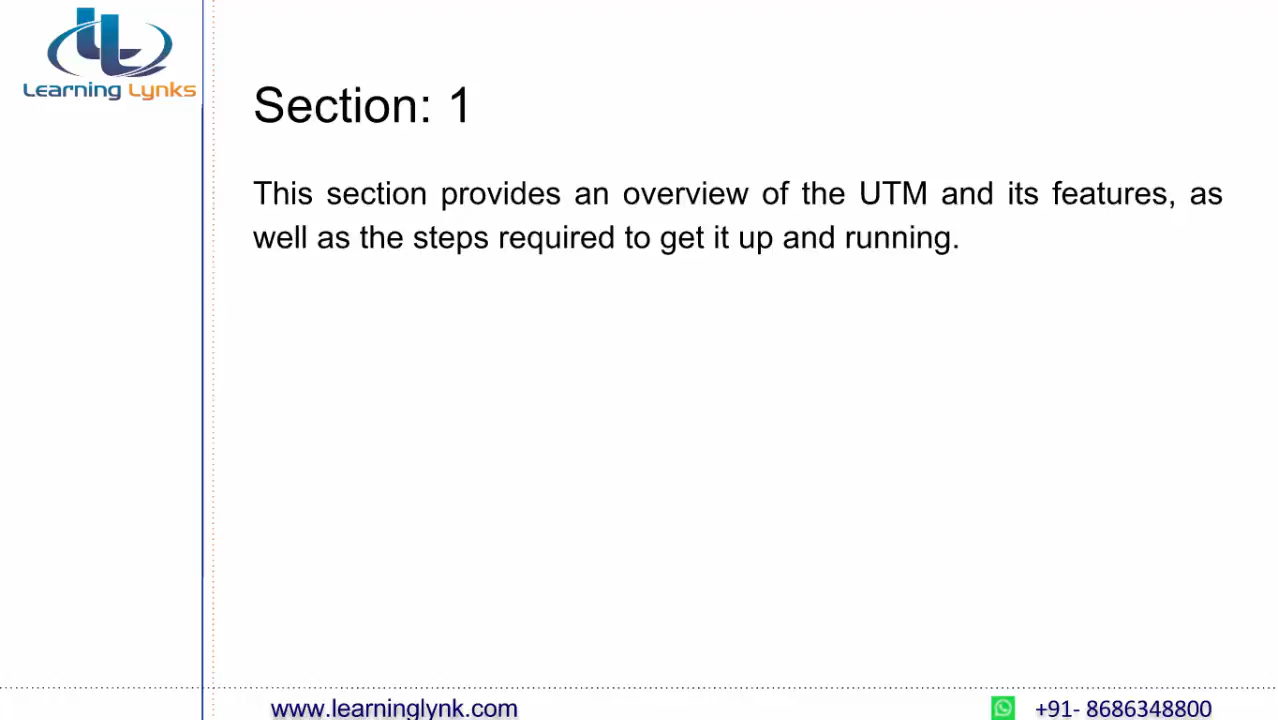 Learning Lynks
Section: 1
This section provides an overview of the UTM and its features, as
well as the steps required to get it up and running.
www.learninglynk.com
+91- 8686348800